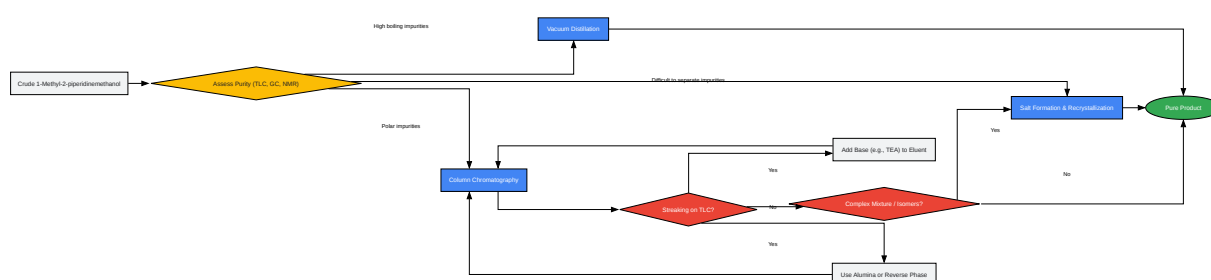 High boiling impurities
Vacuum Distillation
Crude 1-Methyl-2-piperidinemethanol
Assess Purity (TLC, GC, NMR)
Difficult to separate impurities
Salt Formation & Recrystallization
Pure Product
Polar impurities
Yes
Add Base (e.g., TEA) to Eluent
Yes
No
Column Chromatography
Streaking on TLC?
No
Complex Mixture / Isomers?
Yes
Use Alumina or Reverse Phase